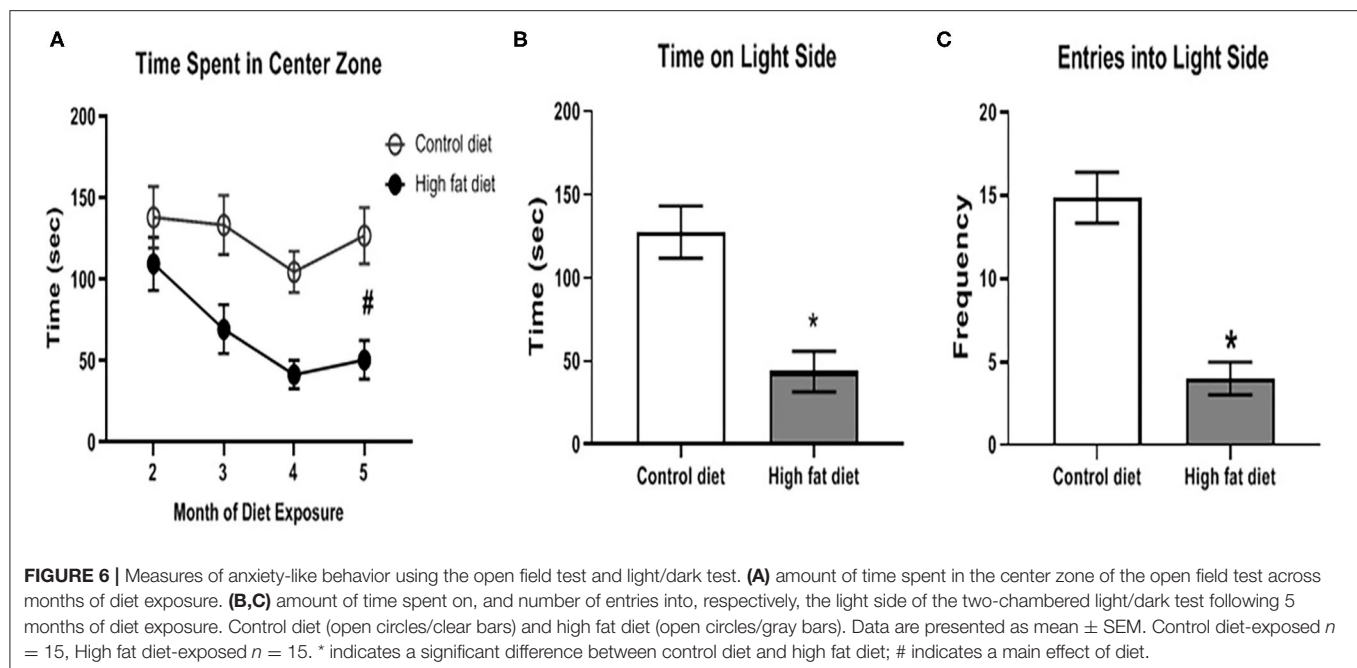 A
Time Spent in Center Zone
200
150
100
50
0
Time (sec)
2
3
4
5
Month of Diet Exposure
Control diet
High fat diet
#
B
Time on Light Side
200
150
100
50
0
Time (sec)
*
Control diet
High fat diet
C
Entries into Light Side
20
15
10
5
0
Frequency
*
Control diet
High fat diet
FIGURE 6 | Measures of anxiety-like behavior using the open field test and light/dark test. (A) amount of time spent in the center zone of the open field test across
months of diet exposure. (B,C) amount of time spent on, and number of entries into, respectively, the light side of the two-chambered light/dark test following 5
months of diet exposure. Control diet (open circles/clear bars) and high fat diet (open circles/gray bars). Data are presented as mean ± SEM. Control diet-exposed n
= 15, High fat diet-exposed n = 15. * indicates a significant difference between control diet and high fat diet; # indicates a main effect of diet.